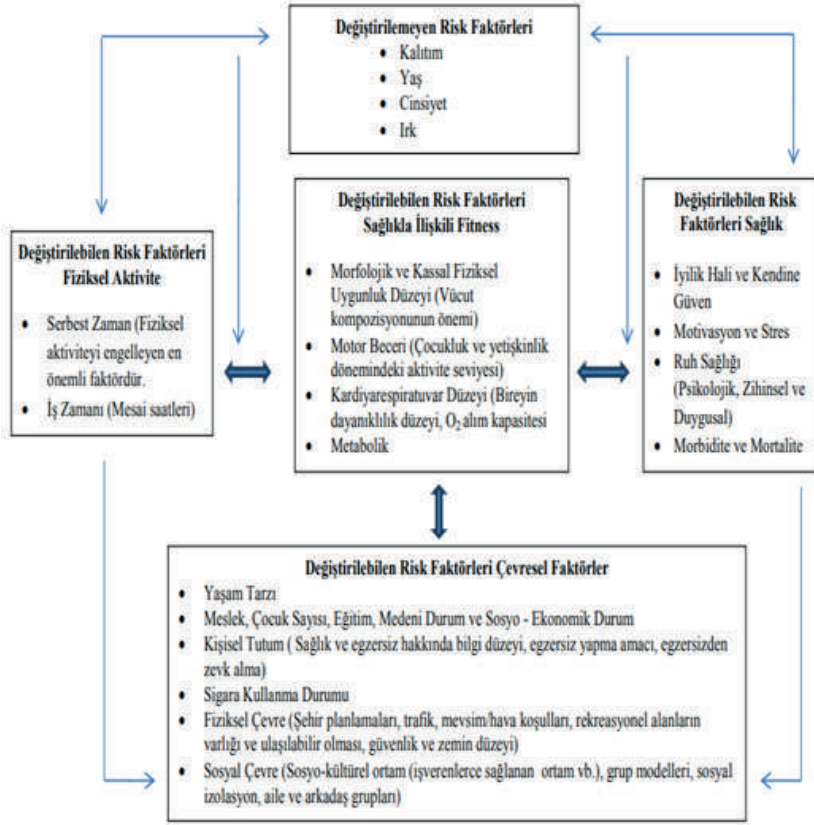 Değiştirilemeyen Risk Faktörleri
• Kalıtım
• Yaş
• Cinsiyet
• Irk
Değiştirilebilen Risk Faktörleri
Fiziksel Aktivite
• Serbest Zaman (Fiziksel
aktiviteyi engelleyen en
önemli faktördür.
• İş Zamanı (Mesai saatleri)
Değiştirilebilen Risk Faktörleri
Sağlıkla İlişkili Fitness
• Morfolojik ve Kassal Fiziksel
Uygunluk Düzeyi (Vücut
kompozisyonunun önemi)
• Motor Beceri (Çocukluk ve yetişkinlik
dönemindeki aktivite seviyesi)
• Kardiyarespiratuvar Düzeyi (Bireyin
dayanıklılık düzeyi, O₂ alım kapasitesi
• Metabolik
Değiştirilebilen Risk
Faktörleri Sağlık
• İyilik Hali ve Kendine
Güven
• Motivasyon ve Stres
• Ruh Sağlığı
(Psikolojik, Zihinsel ve
Duygusal)
• Morbidite ve Mortalite
Değiştirilebilen Risk Faktörleri Çevresel Faktörler
• Yaşam Tarzı
• Meslek, Çocuk Sayısı, Eğitim, Medeni Durum ve Sosyo - Ekonomik Durum
• Kişisel Tutum ( Sağlık ve egzersiz hakkında bilgi düzeyi, egzersiz yapma amacı, egzersizden
zevk alma)
• Sigara Kullanma Durumu
• Fiziksel Çevre (Şehir planlamaları, trafik, mevsim/hava koşulları, rekreasyonel alanların
varlığı ve ulaşılabilir olması, güvenlik ve zemin düzeyi)
• Sosyal Çevre (Sosyo-kültürel ortam (işverenlerce sağlanan ortam vb.), grup modelleri, sosyal
izolasyon, aile ve arkadaş grupları)